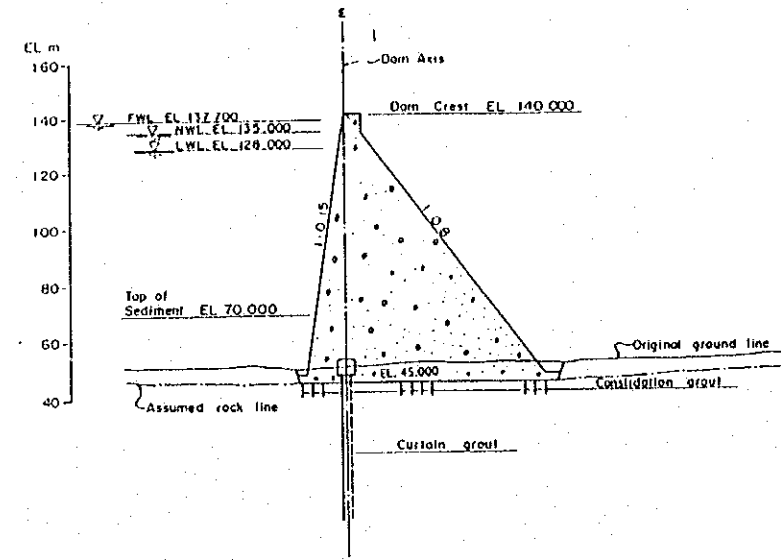 ℄
Dam Axis
EL m
160
FWL EL 137.700
Dam Crest EL 140.000
140
NWL EL 135.000
LWL EL 128.000
120
1:0.15
1:0.8
100
80
Top of
Sediment EL 70.000
60
Original ground line
EL. 45.000
Consolidation grout
40
Assumed rock line
Curtain grout